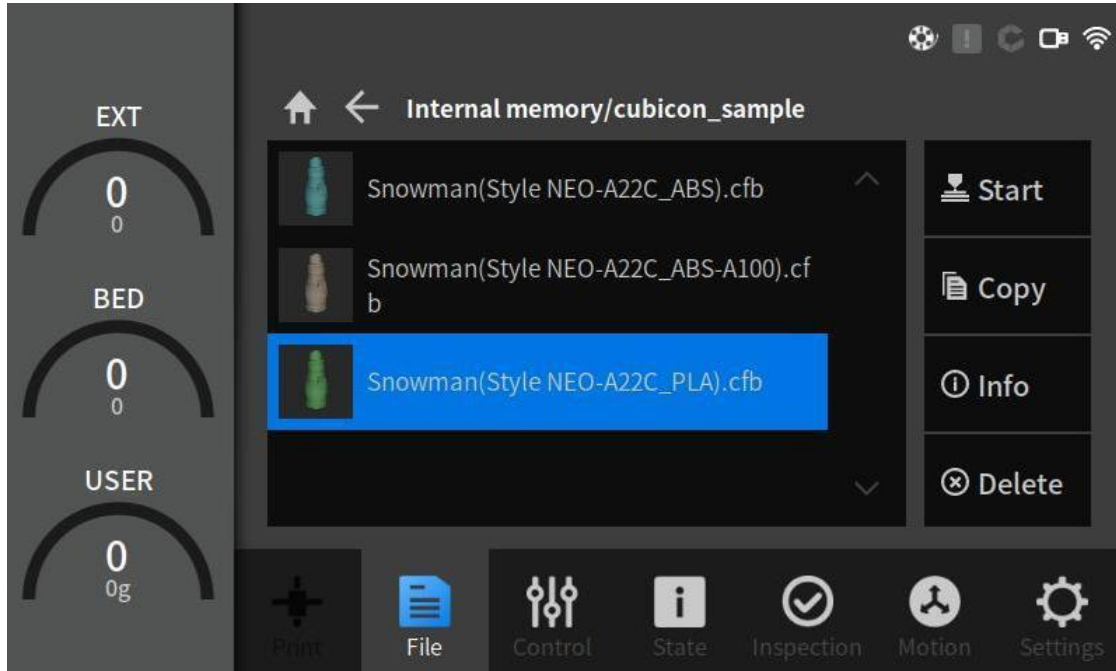 EXT
0
0
BED
0
0
USER
0
0g
Internal memory/cubicon_sample
Snowman(Style NEO-A22C_ABS).cfb
Snowman(Style NEO-A22C_ABS-A100).cf
b
Snowman(Style NEO-A22C_PLA).cfb
Start
Copy
Info
Delete
Print
File
Control
State
Inspection
Motion
Settings